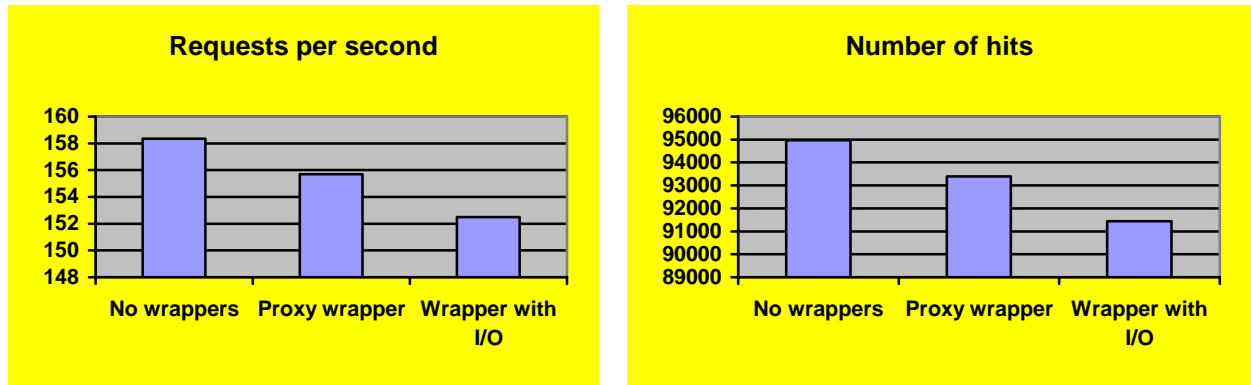 Requests per second
160
158
156
154
152
150
148
No wrappers Proxy wrapper Wrapper with
I/O
Number of hits
96000
95000
94000
93000
92000
91000
90000
89000
No wrappers Proxy wrapper Wrapper with
I/O